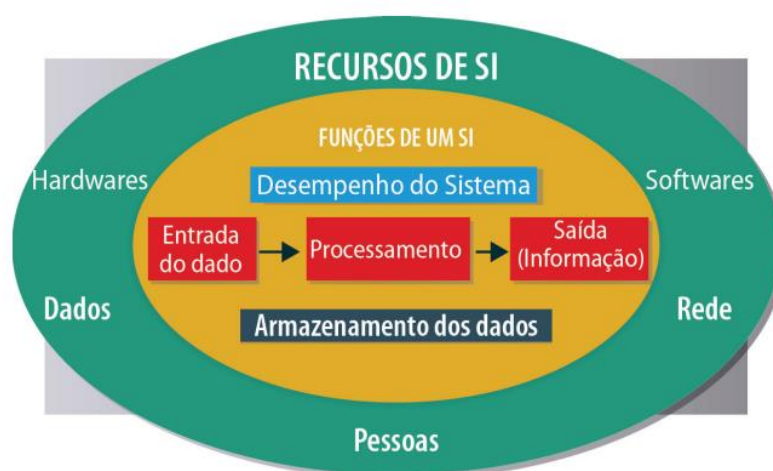 RECURSOS DE SI
FUNÇÕES DE UM SI
Hardwares
Desempenho do Sistema
Softwares
Entrada
do dado
Processamento
Saída
(Informação)
Dados
Armazenamento dos dados
Rede
Pessoas